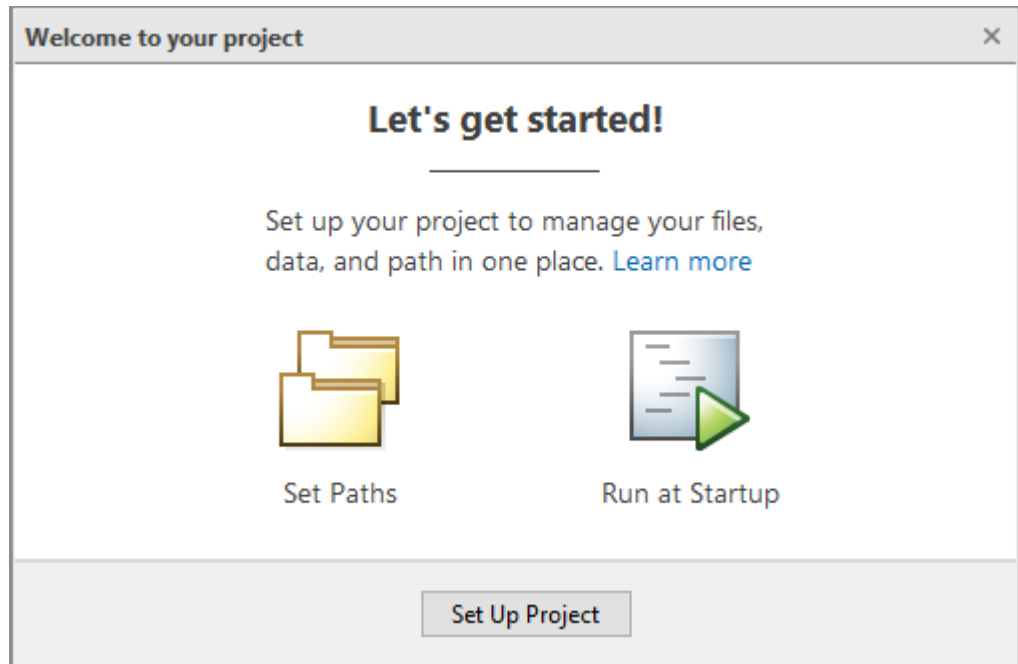 Welcome to your project
Let's get started!
Set up your project to manage your files,
data, and path in one place. Learn more
Set Paths
Run at Startup
Set Up Project